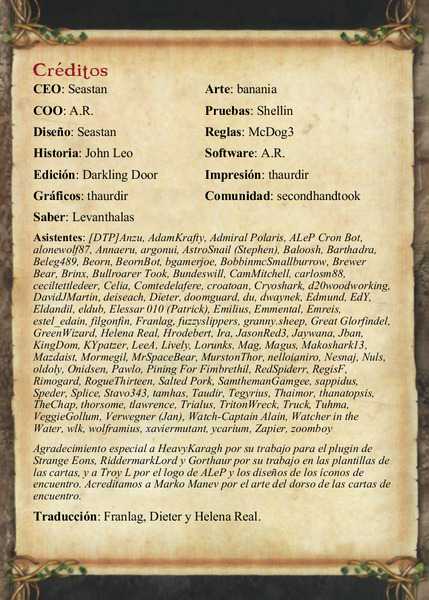 Créditos
CEO: Seastan
Arte: banania
COO: A.R.
Pruebas: Shellin
Diseño: Seastan
Reglas: McDog3
Historia: John Leo
Software: A.R.
Edición: Darkling Door
Impresión: thaurdir
Gráficos: thaurdir
Comunidad: secondhandtook
Saber: Levanthalas
Asistentes: [DTP]Anzu, AdamKrafty, Admiral Polaris, ALeP Cron Bot,
alonewolf87, Annaeru, argonui, AstroSnail (Stephen), Baloosh, Barthadra,
Beleg489, Beorn, BeornBot, bgamerjoe, BobbinmcSmallburrow, Brewer
Bear, Brinx, Bullroarer Took, Bundeswill, CamMitchell, carlosm88,
ceciltettledeer, Celia, Comtedelafere, croatoan, Cryoshark, d20woodworking,
DavidJMartin, deiseach, Dieter, doomguard, du, dwaynek, Edmund, EdY,
Eldandil, eldub, Elessar 010 (Patrick), Emilius, Emmental, Emreis,
estel_edain, filgonfin, Franlag, fuzzyslippers, granny.sheep, Great Glorfindel,
GreenWizard, Helena Real, Hrodebert, Ira, JasonRed3, Jaywana, Jban,
KingDom, KYpatzer, LeeA, Lively, Lorunks, Mag, Magus, Makoshark13,
Mazdaist, Mormegil, MrSpaceBear, MurstonThor, nellojaniro, Nesnaj, Nuls,
oldoly, Onidsen, Pawlo, Pining For Fimbrethil, RedSpiderr, RegisF,
Rimogard, RogueThirteen, Salted Pork, SamthemanGamgee, sappidus,
Speder, Splice, Stavo343, tamhas, Taudir, Tegyrius, Thaimor, thanatopsis,
TheChap, thorsome, tlawrence, Trialus, TritonWreck, Truck, Tuhma,
VeggieGollum, Verwegner (Jan), Watch-Captain Alain, Watcher in the
Water, wlk, wolframius, xaviermutant, ycarium, Zapier, zoomboy
Agradecimiento especial a HeavyKaragh por su trabajo para el plugin de
Strange Eons, RiddermarkLord y Gorthaur por su trabajo en las plantillas de
las cartas, y a Troy L por el logo de ALeP y los diseños de los iconos de
encuentro. Acreditamos a Marko Manev por el arte del dorso de las cartas de
encuentro.
Traducción: Franlag, Dieter y Helena Real.